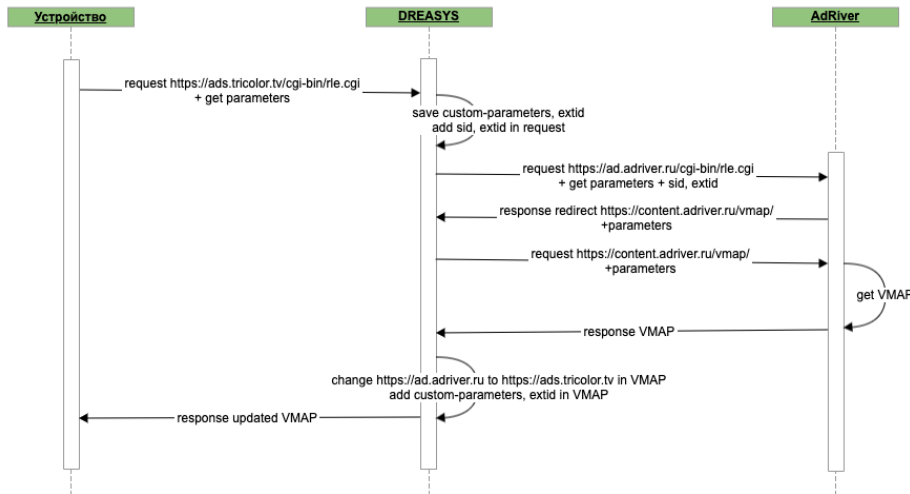 Устройство
DREASYS
AdRiver
request https://ads.tricolor.tv/cgi-bin/rle.cgi
+ get parameters
save custom-parameters, extid
add sid, extid in request
request https://ad.adriver.ru/cgi-bin/rle.cgi
+ get parameters + sid, extid
response redirect https://content.adriver.ru/vmap/
+parameters
request https://content.adriver.ru/vmap/
+parameters
get VMAP
response VMAP
change https://ad.adriver.ru to https://ads.tricolor.tv in VMAP
add custom-parameters, extid in VMAP
response updated VMAP